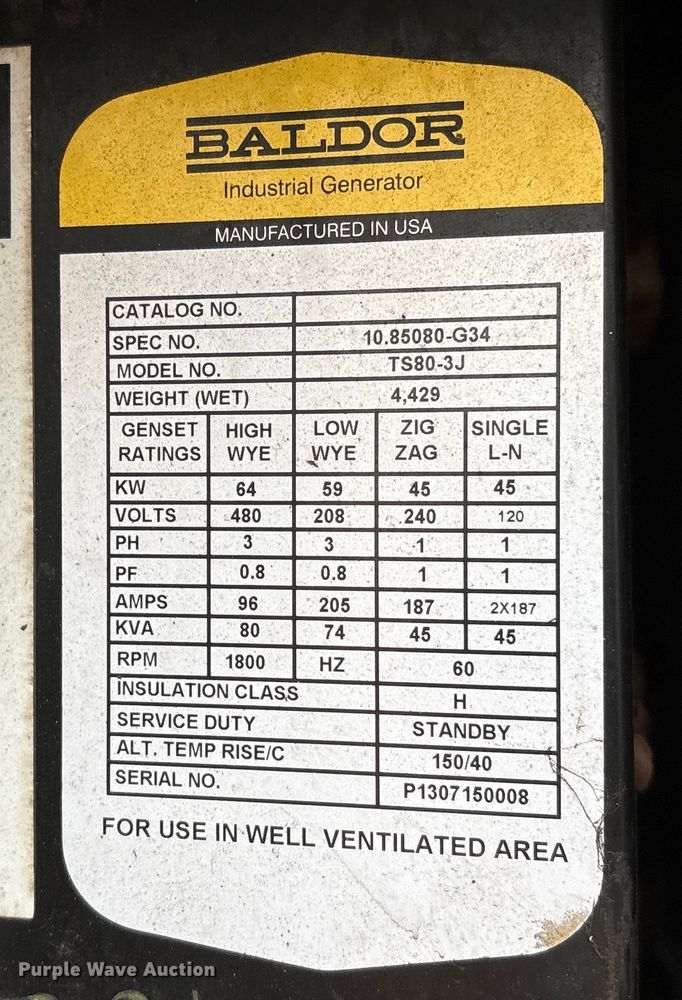 BALDOR
Industrial Generator
MANUFACTURED IN USA
CATALOG NO.
SPEC NO. 10.85080-G34
MODEL NO. TS80-3J
WEIGHT (WET) 4,429
GENSET RATINGS HIGH WYE LOW WYE ZIG ZAG SINGLE L-N
KW 64 59 45 45
VOLTS 480 208 240 120
PH 3 3 1 1
PF 0.8 0.8 1 1
AMPS 96 205 187 2X187
KVA 80 74 45 45
RPM 1800 HZ 60
INSULATION CLASS H
SERVICE DUTY STANDBY
ALT. TEMP RISE/C 150/40
SERIAL NO. P1307150008
FOR USE IN WELL VENTILATED AREA
Purple Wave Auction